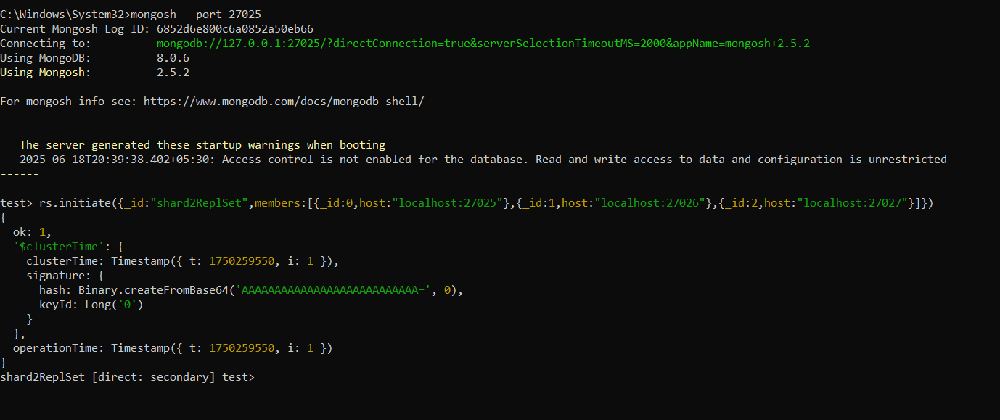 C:\Windows\System32>mongosh --port 27025
Current Mongosh Log ID: 6852d6e800c6a0852a50eb66
Connecting to:          mongodb://127.0.0.1:27025/?directConnection=true&serverSelectionTimeoutMS=2000&appName=mongosh+2.5.2
Using MongoDB:          8.0.6
Using Mongosh:          2.5.2
For mongosh info see: https://www.mongodb.com/docs/mongodb-shell/
------
   The server generated these startup warnings when booting
   2025-06-18T20:39:38.402+05:30: Access control is not enabled for the database. Read and write access to data and configuration is unrestricted
------
test> rs.initiate({_id:"shard2ReplSet",members:[{_id:0,host:"localhost:27025"},{_id:1,host:"localhost:27026"},{_id:2,host:"localhost:27027"}]})
{
  ok: 1,
  '$clusterTime': {
    clusterTime: Timestamp({ t: 1750259550, i: 1 }),
    signature: {
      hash: Binary.createFromBase64('AAAAAAAAAAAAAAAAAAAAAAAAAAA=', 0),
      keyId: Long('0')
    }
  },
  operationTime: Timestamp({ t: 1750259550, i: 1 })
}
shard2ReplSet [direct: secondary] test>